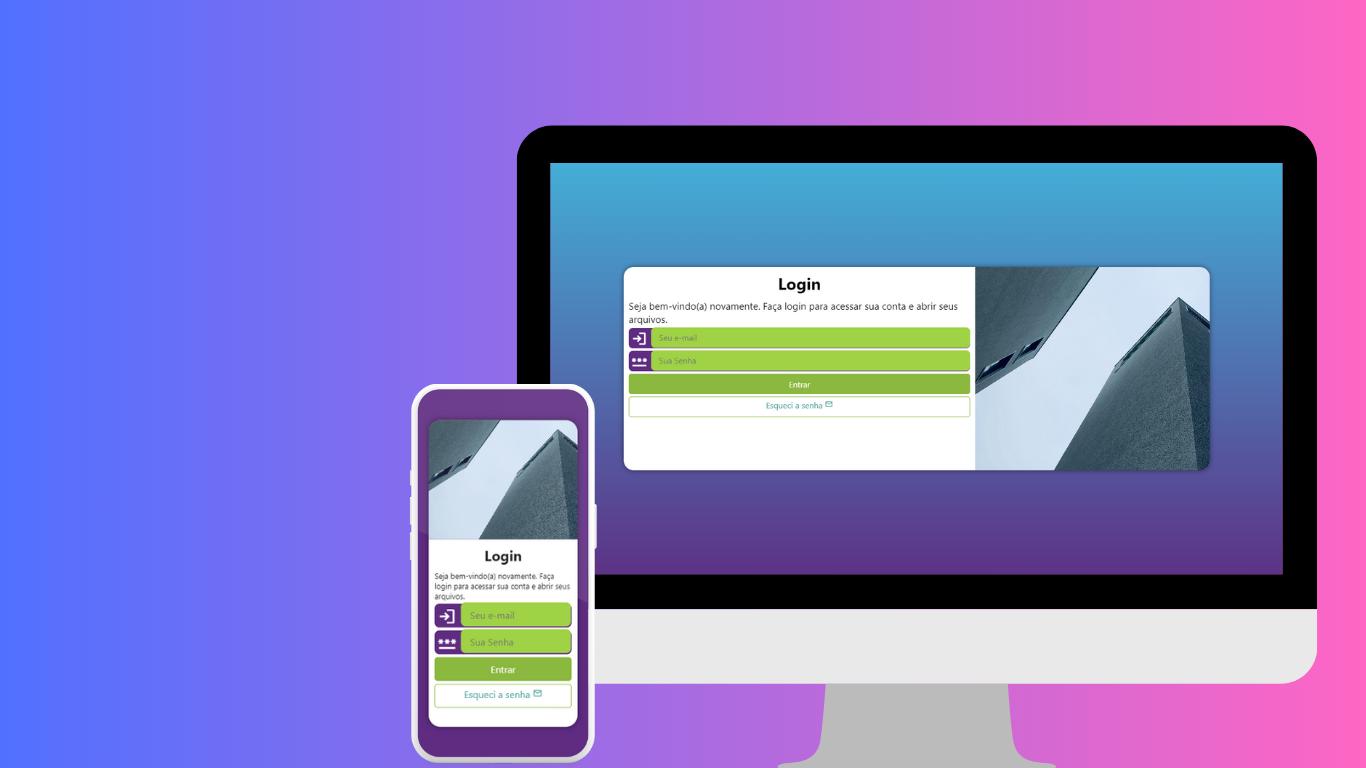 Login
Seja bem-vindo(a) novamente. Faça login para acessar sua conta e abrir seus
arquivos.
Seu e-mail
Sua Senha
Entrar
Esqueci a senha
Login
Seja bem-vindo(a) novamente. Faça
login para acessar sua conta e abrir seus
arquivos.
Seu e-mail
Sua Senha
Entrar
Esqueci a senha